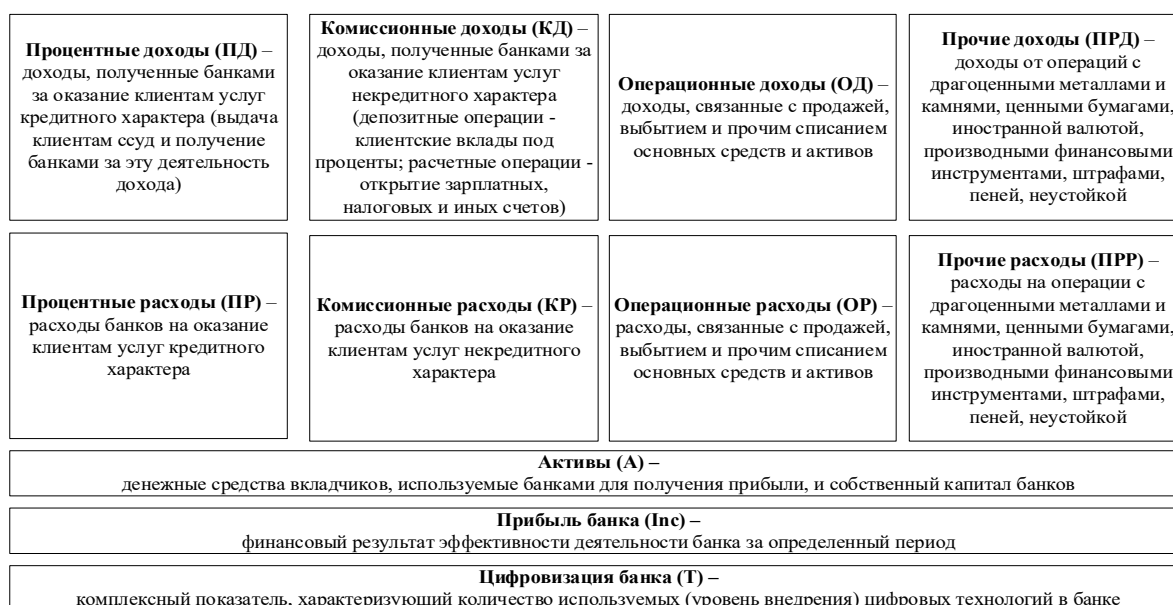 Процентные доходы (ПД) –
доходы, полученные банками
за оказание клиентам услуг
кредитного характера (выдача
клиентам ссуд и получение
банками за эту деятельность
дохода)
Комиссионные доходы (КД) –
доходы, полученные банками за
оказание клиентам услуг
некредитного характера
(депозитные операции -
клиентские вклады под
проценты; расчетные операции -
открытие зарплатных,
налоговых и иных счетов)
Операционные доходы (ОД)
– доходы, связанные с продажей,
выбытием и прочим списанием
основных средств и активов
Прочие доходы (ПРД) –
доходы от операций с
драгоценными металлами и
камнями, ценными бумагами,
иностранной валютой,
производными финансовыми
инструментами, штрафами,
пеней, неустойкой
Процентные расходы (ПР) –
расходы банков на оказание
клиентам услуг кредитного
характера
Комиссионные расходы (КР) –
расходы банков на оказание
клиентам услуг некредитного
характера
Операционные расходы (ОР) –
расходы, связанные с продажей,
выбытием и прочим списанием
основных средств и активов
Прочие расходы (ПРР) –
расходы на операции с
драгоценными металлами и
камнями, ценными бумагами,
иностранной валютой,
производными финансовыми
инструментами, штрафами,
пеней, неустойкой
Активы (А) –
денежные средства вкладчиков, используемые банками для получения прибыли, и собственный капитал банков
Прибыль банка (Inc) –
финансовый результат эффективности деятельности банка за определенный период
Цифровизация банка (Т) –
комплексный показатель, характеризующий количество используемых (уровень внедрения) цифровых технологий в банке